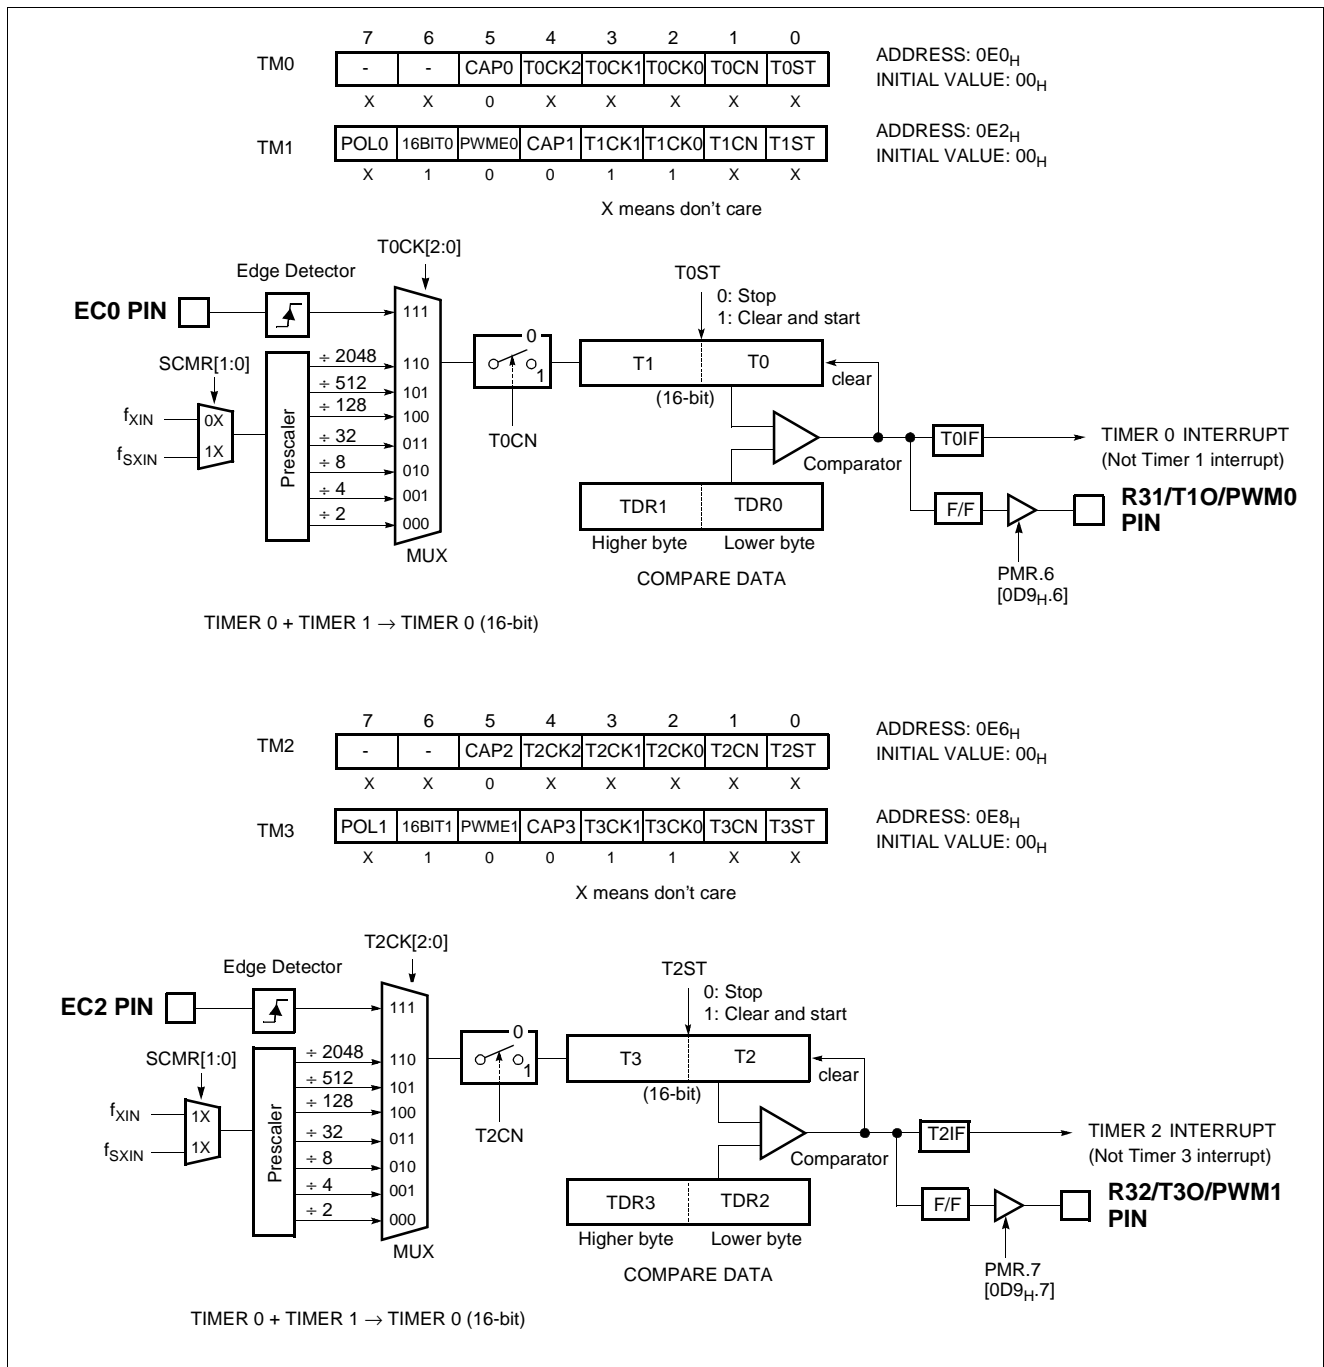 7 6 5 4 3 2 1 0
TM0 - - CAP0 T0CK2 T0CK1 T0CK0 T0CN T0ST
ADDRESS: 0E0H
INITIAL VALUE: 00H
X X 0 X X X X X
TM1 POL0 16BIT0 PWME0 CAP1 T1CK1 T1CK0 T1CN T1ST
ADDRESS: 0E2H
INITIAL VALUE: 00H
X 1 0 0 1 1 X X
X means don't care
T0CK[2:0]
Edge Detector
EC0 PIN
111
T0ST
0: Stop
1: Clear and start
SCMR[1:0]
fXIN
fSXIN
0X
1X
Prescaler
÷ 2048 110
÷ 512 101
÷ 128 100
÷ 32 011
÷ 8 010
÷ 4 001
÷ 2 000
MUX
0
1
T0CN
T1 T0
(16-bit)
clear
Comparator
TDR1 TDR0
Higher byte Lower byte
COMPARE DATA
T0IF
TIMER 0 INTERRUPT
(Not Timer 1 interrupt)
F/F
R31/T1O/PWM0
PIN
PMR.6
[0D9H.6]
TIMER 0 + TIMER 1 → TIMER 0 (16-bit)
7 6 5 4 3 2 1 0
TM2 - - CAP2 T2CK2 T2CK1 T2CK0 T2CN T2ST
ADDRESS: 0E6H
INITIAL VALUE: 00H
X X 0 X X X X X
TM3 POL1 16BIT1 PWME1 CAP3 T3CK1 T3CK0 T3CN T3ST
ADDRESS: 0E8H
INITIAL VALUE: 00H
X 1 0 0 1 1 X X
X means don't care
T2CK[2:0]
Edge Detector
EC2 PIN
111
T2ST
0: Stop
1: Clear and start
SCMR[1:0]
fXIN
fSXIN
1X
1X
Prescaler
÷ 2048 110
÷ 512 101
÷ 128 100
÷ 32 011
÷ 8 010
÷ 4 001
÷ 2 000
MUX
0
1
T2CN
T3 T2
(16-bit)
clear
Comparator
TDR3 TDR2
Higher byte Lower byte
COMPARE DATA
T2IF
TIMER 2 INTERRUPT
(Not Timer 3 interrupt)
F/F
R32/T3O/PWM1
PIN
PMR.7
[0D9H.7]
TIMER 0 + TIMER 1 → TIMER 0 (16-bit)